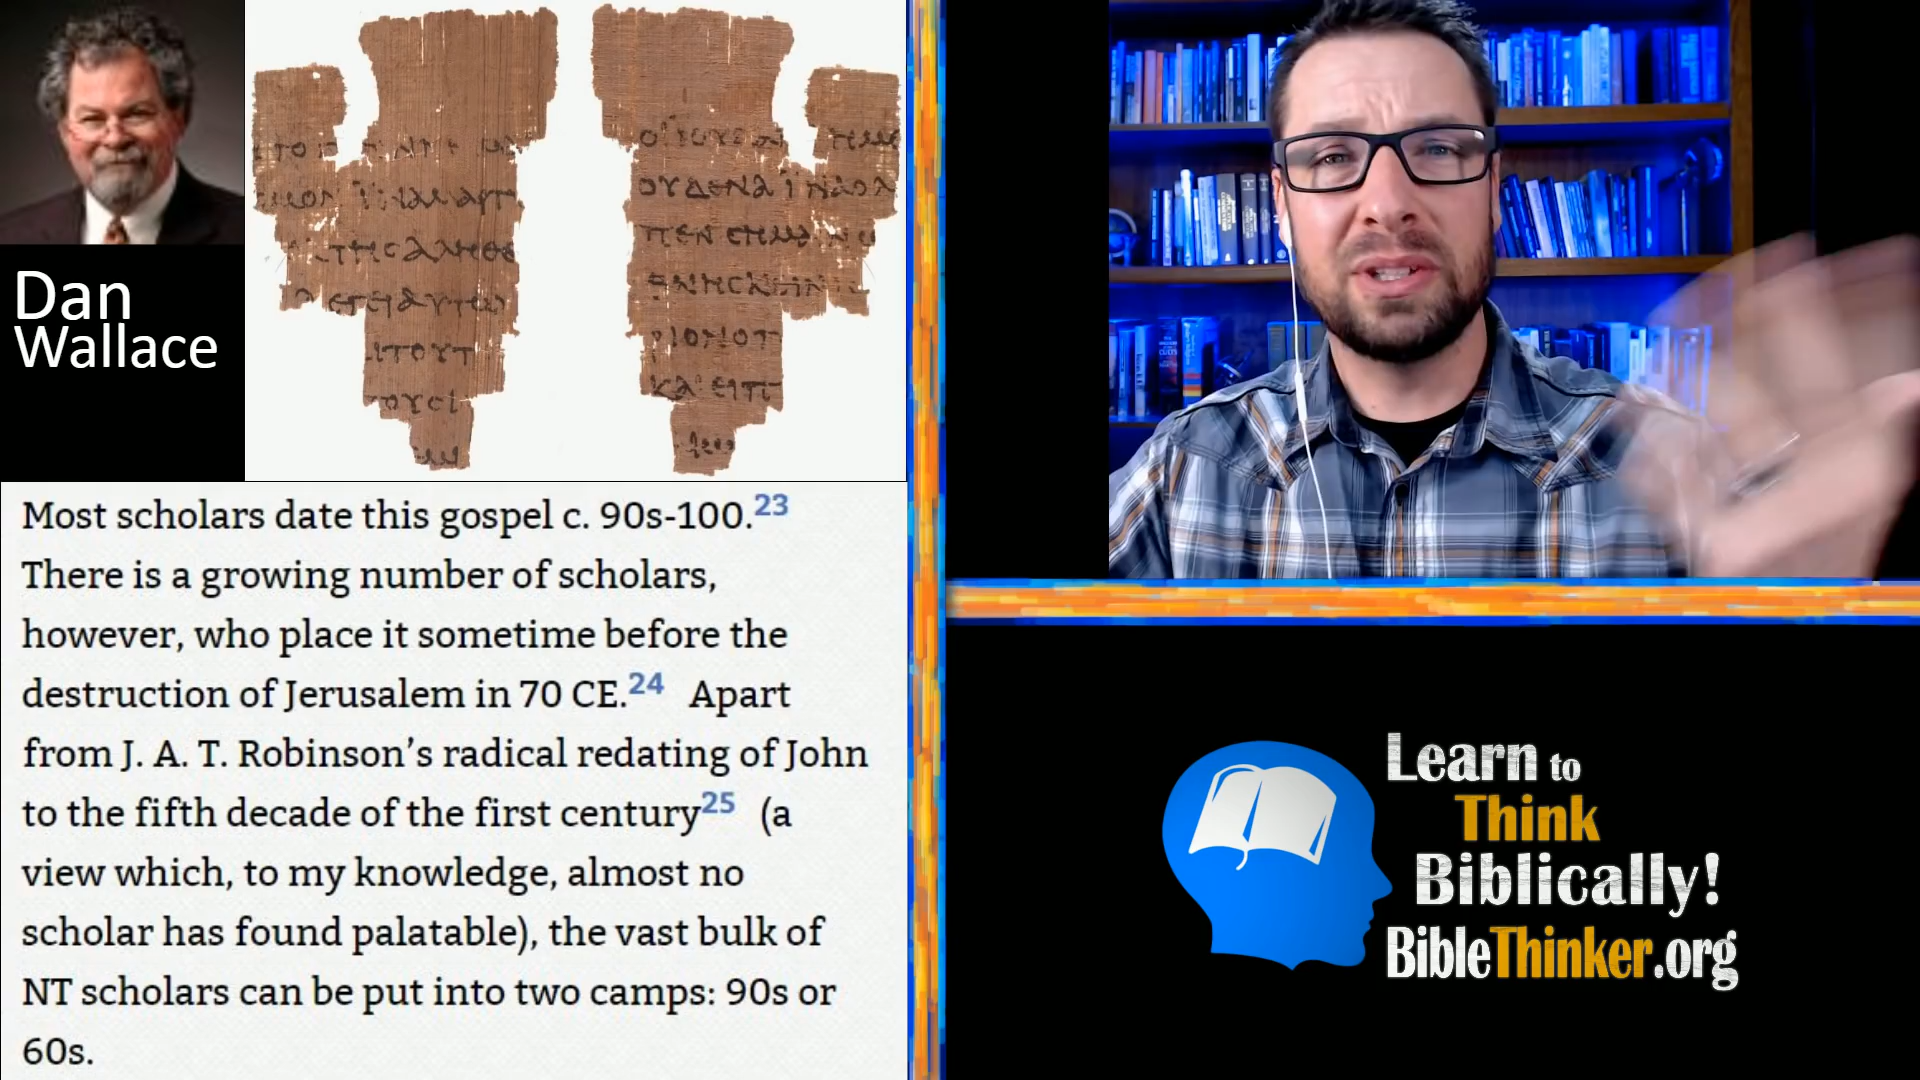 Dan
Wallace
ΟΥΔΕΝΑΪΝΑΟΛ
ΛΙΤΟΥΤ
ΡΙΟΝΟΠ
ΚΑΙΕΙΠ
Most scholars date this gospel c. 90s-100.23
There is a growing number of scholars,
however, who place it sometime before the
destruction of Jerusalem in 70 CE.24 Apart
from J. A. T. Robinson’s radical redating of John
to the fifth decade of the first century25 (a
view which, to my knowledge, almost no
scholar has found palatable), the vast bulk of
NT scholars can be put into two camps: 90s or
60s.
Learn to
Think
Biblically!
BibleThinker.org